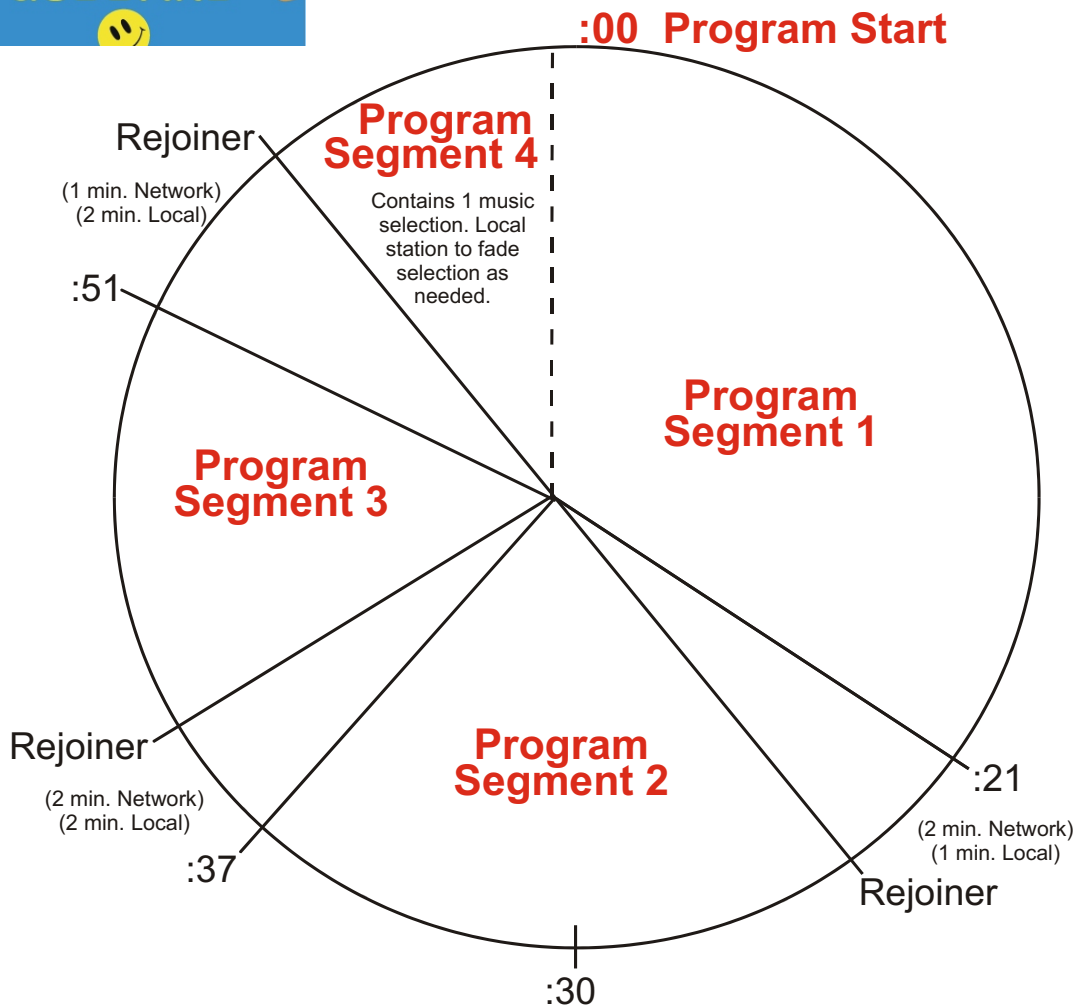 :00 Program Start
Program
Segment 4
Contains 1 music
selection. Local
station to fade
selection as
needed.
Program
Segment 1
:21
(2 min. Network)
(1 min. Local)
Rejoiner
:30
Program
Segment 2
:37
(2 min. Network)
(2 min. Local)
Rejoiner
Program
Segment 3
:51
(1 min. Network)
(2 min. Local)
Rejoiner